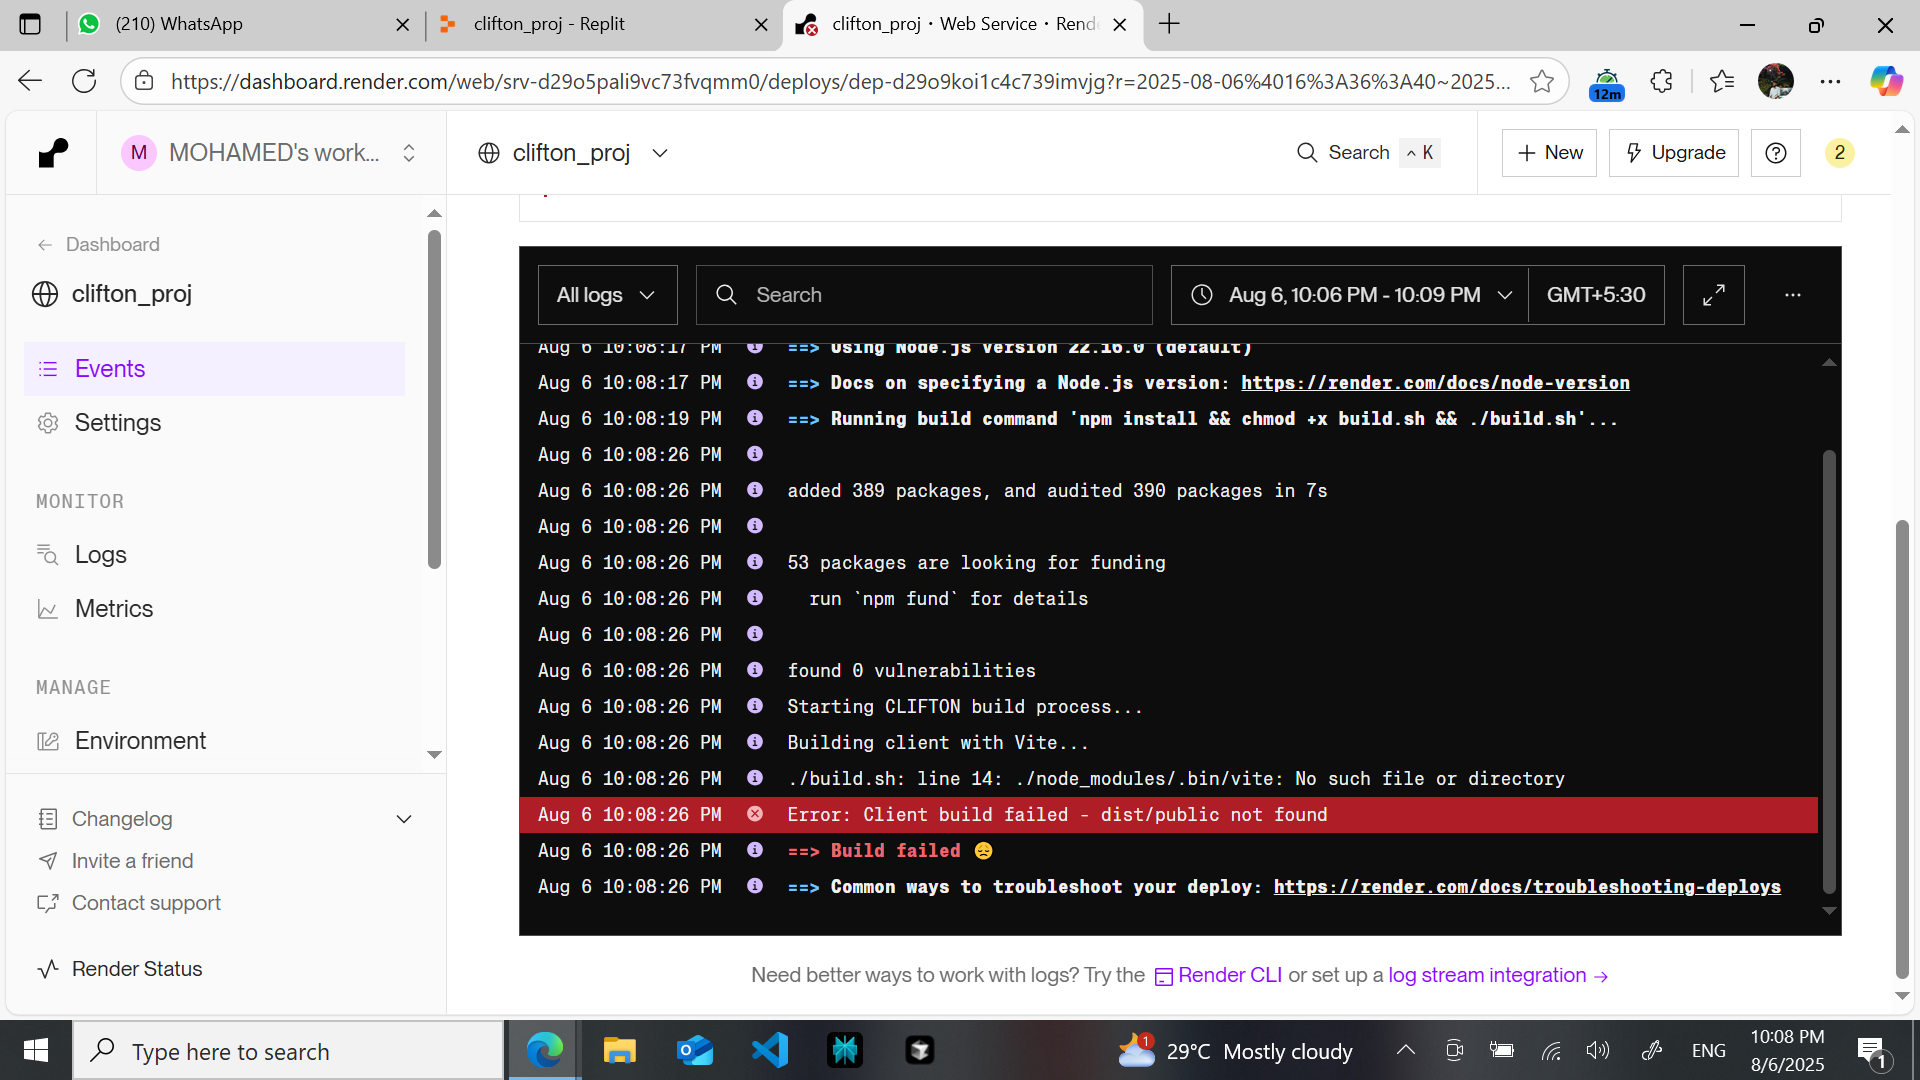 (210) WhatsApp
clifton_proj - Replit
clifton_proj · Web Service · Rende
https://dashboard.render.com/web/srv-d29o5pali9vc73fvqmm0/deploys/dep-d29o9koi1c4c739imvjg?r=2025-08-06%4016%3A36%3A40~2025...
12m
M MOHAMED's work...
clifton_proj
Search ^ K
+ New
Upgrade
2
← Dashboard
clifton_proj
Events
Settings
MONITOR
Logs
Metrics
MANAGE
Environment
Changelog
Invite a friend
Contact support
Render Status
All logs
Search
Aug 6, 10:06 PM - 10:09 PM
GMT+5:30
Aug 6 10:08:17 PM ==> Using Node.js version 22.16.0 (default)
Aug 6 10:08:17 PM ==> Docs on specifying a Node.js version: https://render.com/docs/node-version
Aug 6 10:08:19 PM ==> Running build command 'npm install && chmod +x build.sh && ./build.sh'...
Aug 6 10:08:26 PM
Aug 6 10:08:26 PM added 389 packages, and audited 390 packages in 7s
Aug 6 10:08:26 PM
Aug 6 10:08:26 PM 53 packages are looking for funding
Aug 6 10:08:26 PM run `npm fund` for details
Aug 6 10:08:26 PM
Aug 6 10:08:26 PM found 0 vulnerabilities
Aug 6 10:08:26 PM Starting CLIFTON build process...
Aug 6 10:08:26 PM Building client with Vite...
Aug 6 10:08:26 PM ./build.sh: line 14: ./node_modules/.bin/vite: No such file or directory
Aug 6 10:08:26 PM Error: Client build failed - dist/public not found
Aug 6 10:08:26 PM ==> Build failed 😞
Aug 6 10:08:26 PM ==> Common ways to troubleshoot your deploy: https://render.com/docs/troubleshooting-deploys
Need better ways to work with logs? Try the Render CLI or set up a log stream integration →
Type here to search
1
29°C Mostly cloudy
ENG
10:08 PM
8/6/2025
1